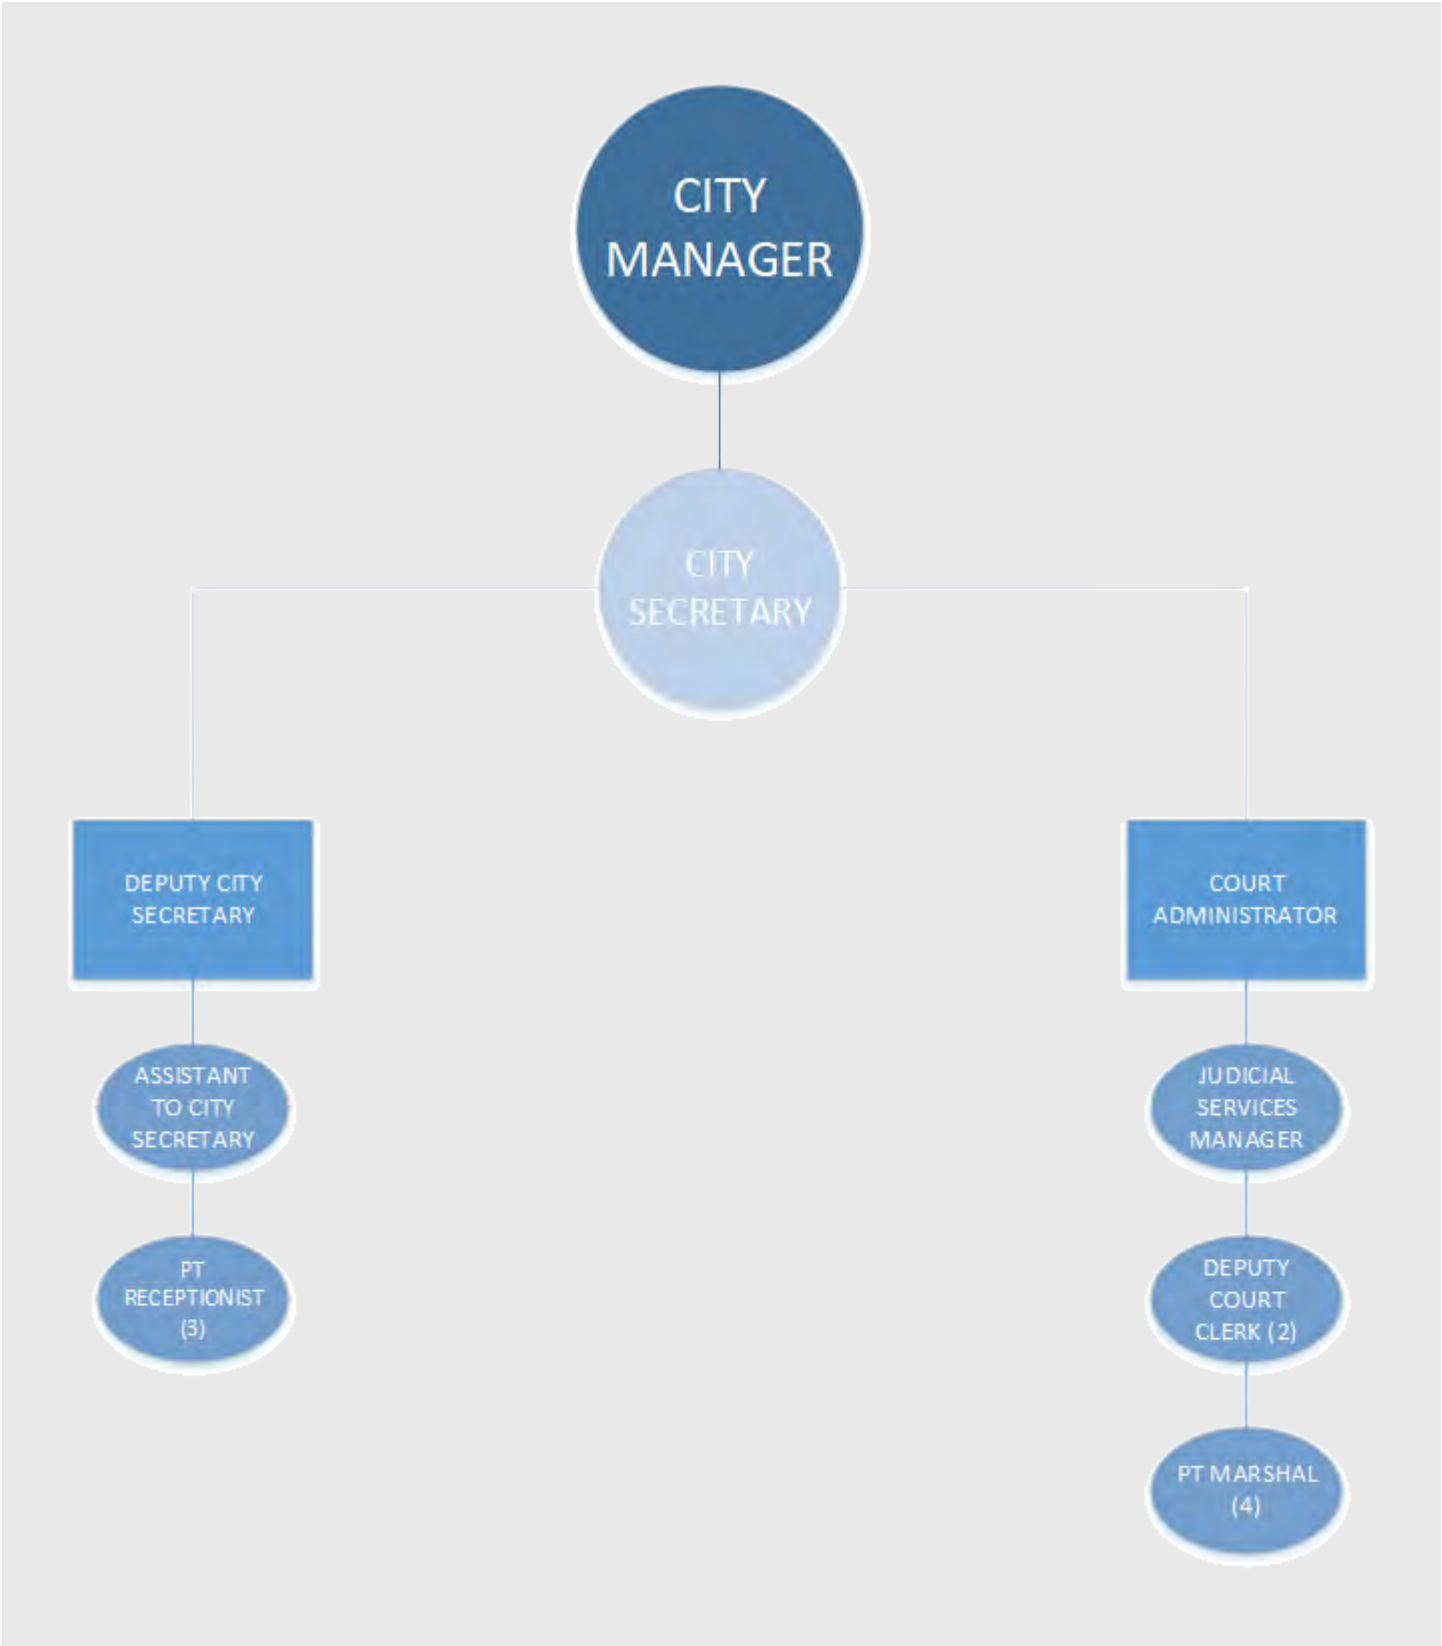 CITY
MANAGER
CITY
SECRETARY
DEPUTY CITY
SECRETARY
COURT
ADMINISTRATOR
ASSISTANT
TO CITY
SECRETARY
JUDICIAL
SERVICES
MANAGER
PT
RECEPTIONIST
(3)
DEPUTY
COURT
CLERK (2)
PT MARSHAL
(4)